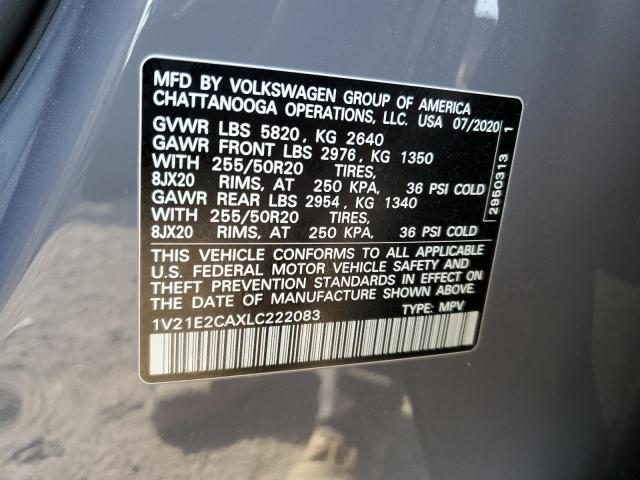 MFD BY VOLKSWAGEN GROUP OF AMERICA
CHATTANOOGA OPERATIONS, LLC. USA 07/2020
GVWR LBS 5820, KG 2640
GAWR FRONT LBS 2976, KG 1350
WITH 255/50R20 TIRES,
8JX20 RIMS, AT 250 KPA, 36 PSI COLD
GAWR REAR LBS 2954, KG 1340
WITH 255/50R20 TIRES,
8JX20 RIMS, AT 250 KPA, 36 PSI COLD
THIS VEHICLE CONFORMS TO ALL APPLICABLE
U.S. FEDERAL MOTOR VEHICLE SAFETY AND
THEFT PREVENTION STANDARDS IN EFFECT ON
THE DATE OF MANUFACTURE SHOWN ABOVE.
1V21E2CAXLC222083 TYPE: MPV
2950313 1